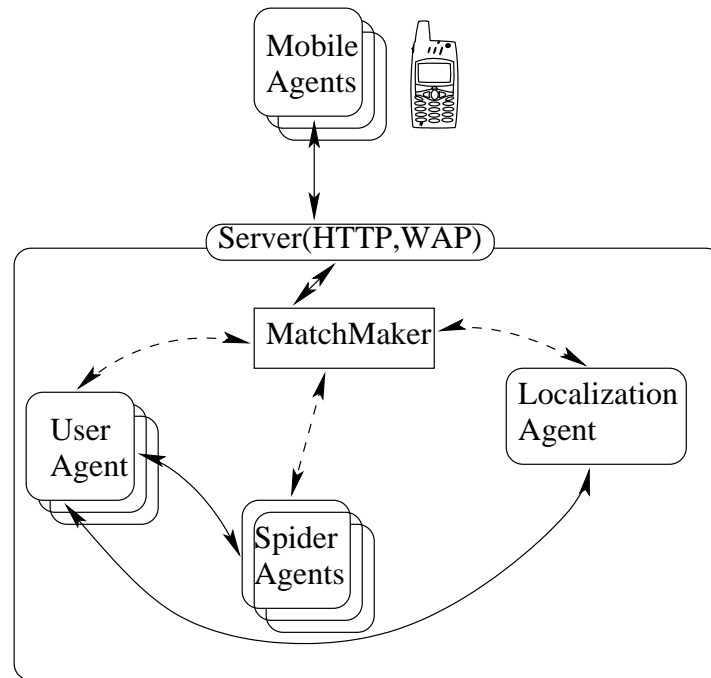 Mobile
Agents
Server(HTTP,WAP)
MatchMaker
Localization
Agent
User
Agent
Spider
Agents